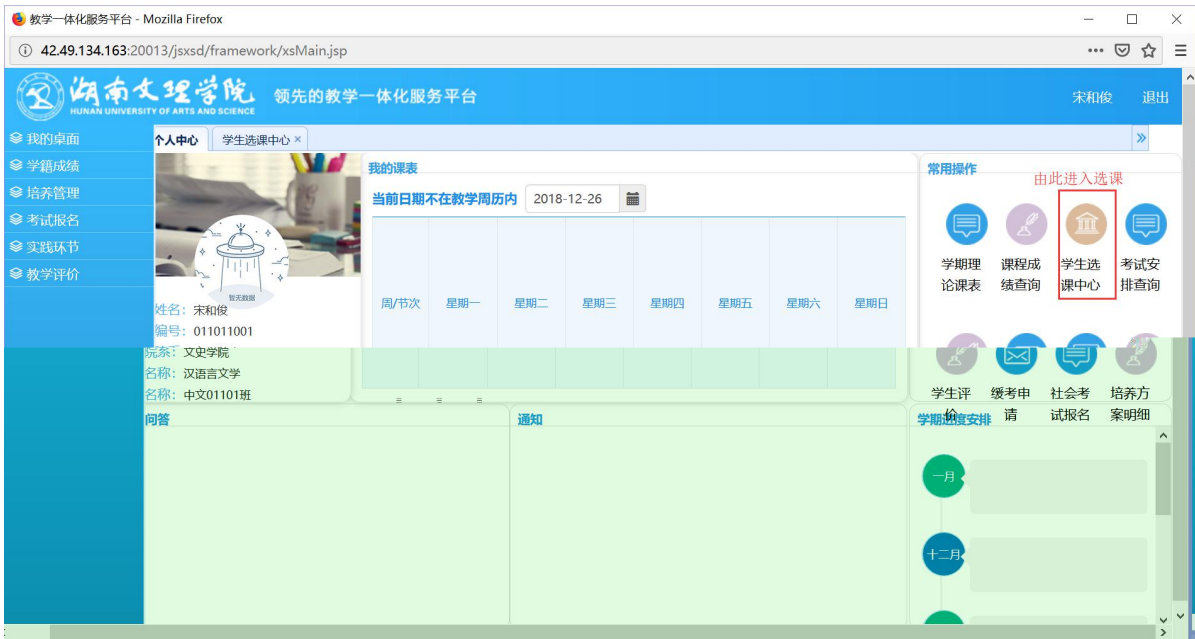 教学一体化服务平台 - Mozilla Firefox
42.49.134.163:20013/jsxsd/framework/xsMain.jsp
湖南文理学院
HUNAN UNIVERSITY OF ARTS AND SCIENCE
领先的教学一体化服务平台
宋和俊 退出
我的桌面
学籍成绩
培养管理
考试报名
实践环节
教学评价
个人中心 学生选课中心 ×
暂无数据
姓名：宋和俊
编号：011011001
院系：文史学院
名称：汉语言文学
名称：中文01101班
我的课表
当前日期不在教学周历内 2018-12-26
周/节次 星期一 星期二 星期三 星期四 星期五 星期六 星期日
常用操作
由此进入选课
学期理论课表
课程成绩查询
学生选课中心
考试安排查询
学生评价
缓考申请
社会考试报名
培养方案明细
问答
通知
学期进度安排
一月
十二月